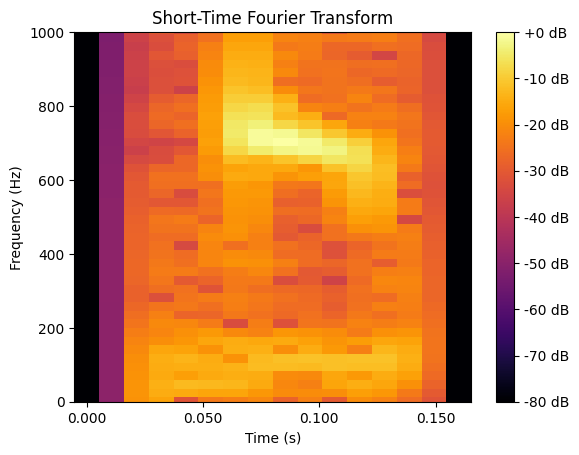 Short-Time Fourier Transform
1000
800
600
400
200
0
Frequency (Hz)
0.000
0.050
0.100
0.150
Time (s)
+0 dB
-10 dB
-20 dB
-30 dB
-40 dB
-50 dB
-60 dB
-70 dB
-80 dB